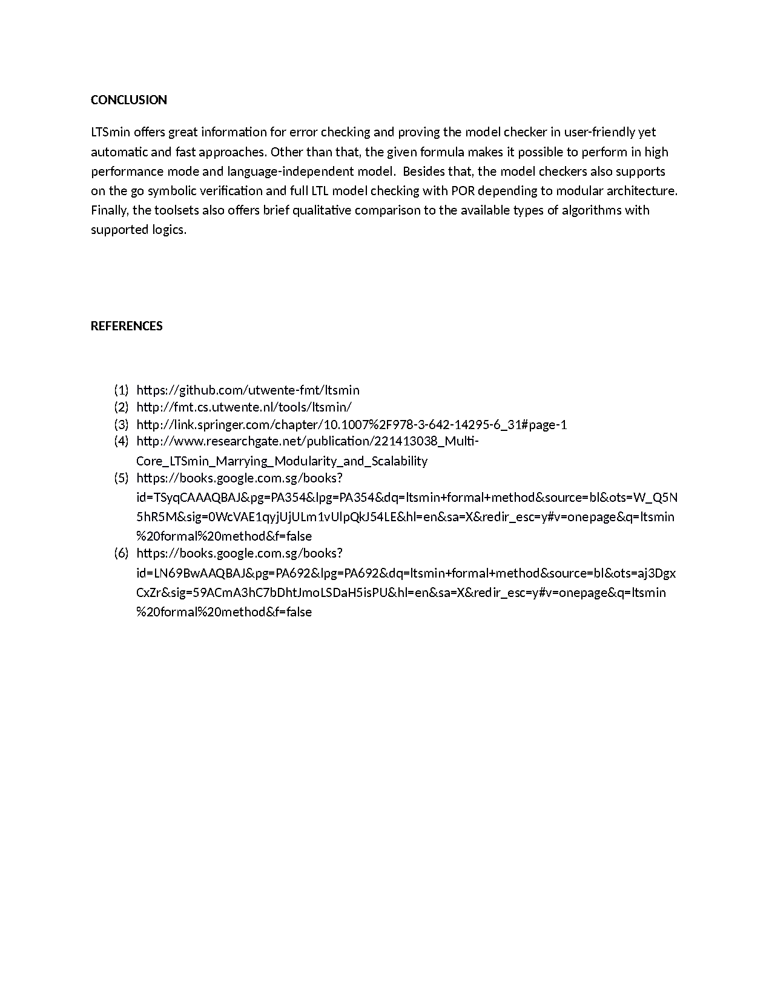 CONCLUSION
LTSmin offers great information for error checking and proving the model checker in user-friendly yet
automatic and fast approaches. Other than that, the given formula makes it possible to perform in high
performance mode and language-independent model.  Besides that, the model checkers also supports
on the go symbolic verification and full LTL model checking with POR depending to modular architecture.
Finally, the toolsets also offers brief qualitative comparison to the available types of algorithms with
supported logics.
REFERENCES
(1) https://github.com/utwente-fmt/ltsmin
(2) http://fmt.cs.utwente.nl/tools/ltsmin/
(3) http://link.springer.com/chapter/10.1007%2F978-3-642-14295-6_31#page-1
(4) http://www.researchgate.net/publication/221413038_Multi-
Core_LTSmin_Marrying_Modularity_and_Scalability
(5) https://books.google.com.sg/books?
id=TSyqCAAAQBAJ&pg=PA354&lpg=PA354&dq=ltsmin+formal+method&source=bl&ots=W_Q5N
5hR5M&sig=0WcVAE1qyjUjULm1vUlpQkJ54LE&hl=en&sa=X&redir_esc=y#v=onepage&q=ltsmin
%20formal%20method&f=false
(6) https://books.google.com.sg/books?
id=LN69BwAAQBAJ&pg=PA692&lpg=PA692&dq=ltsmin+formal+method&source=bl&ots=aj3Dgx
CxZr&sig=59ACmA3hC7bDhtJmoLSDaH5isPU&hl=en&sa=X&redir_esc=y#v=onepage&q=ltsmin
%20formal%20method&f=false